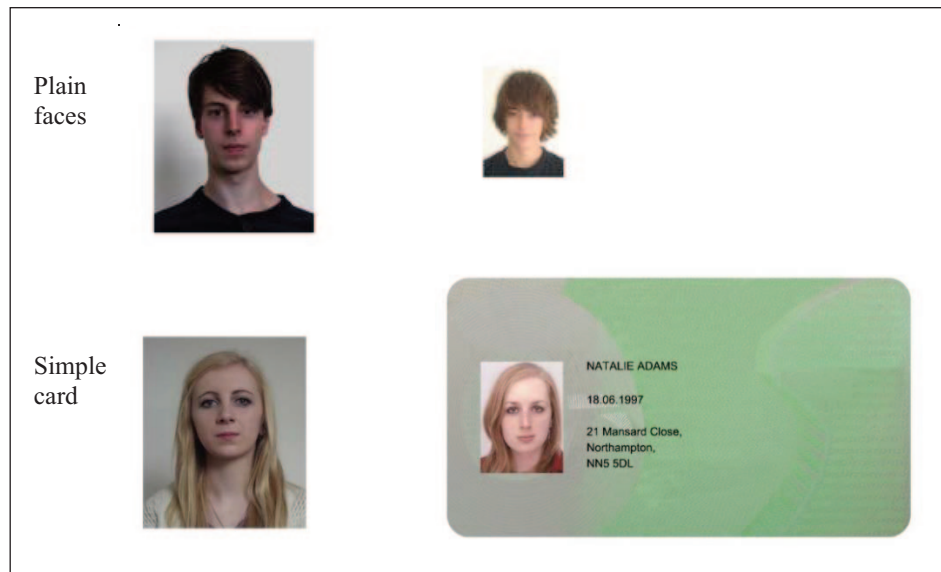 Plain
faces
Simple
card
NATALIE ADAMS
18.06.1997
21 Mansard Close,
Northampton,
NN5 5DL